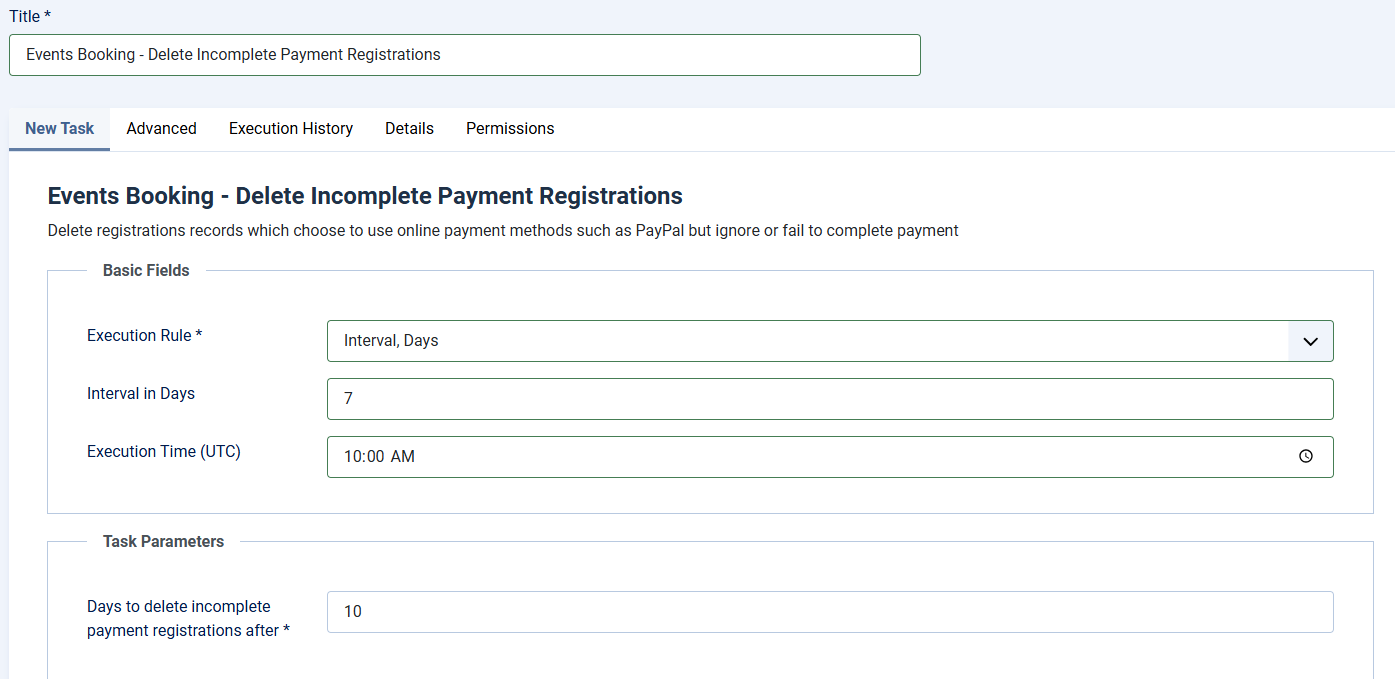 Title *
Events Booking - Delete Incomplete Payment Registrations
New Task Advanced Execution History Details Permissions
Events Booking - Delete Incomplete Payment Registrations
Delete registrations records which choose to use online payment methods such as PayPal but ignore or fail to complete payment
Basic Fields
Execution Rule * Interval, Days
Interval in Days 7
Execution Time (UTC) 10:00 AM
Task Parameters
Days to delete incomplete
payment registrations after * 10